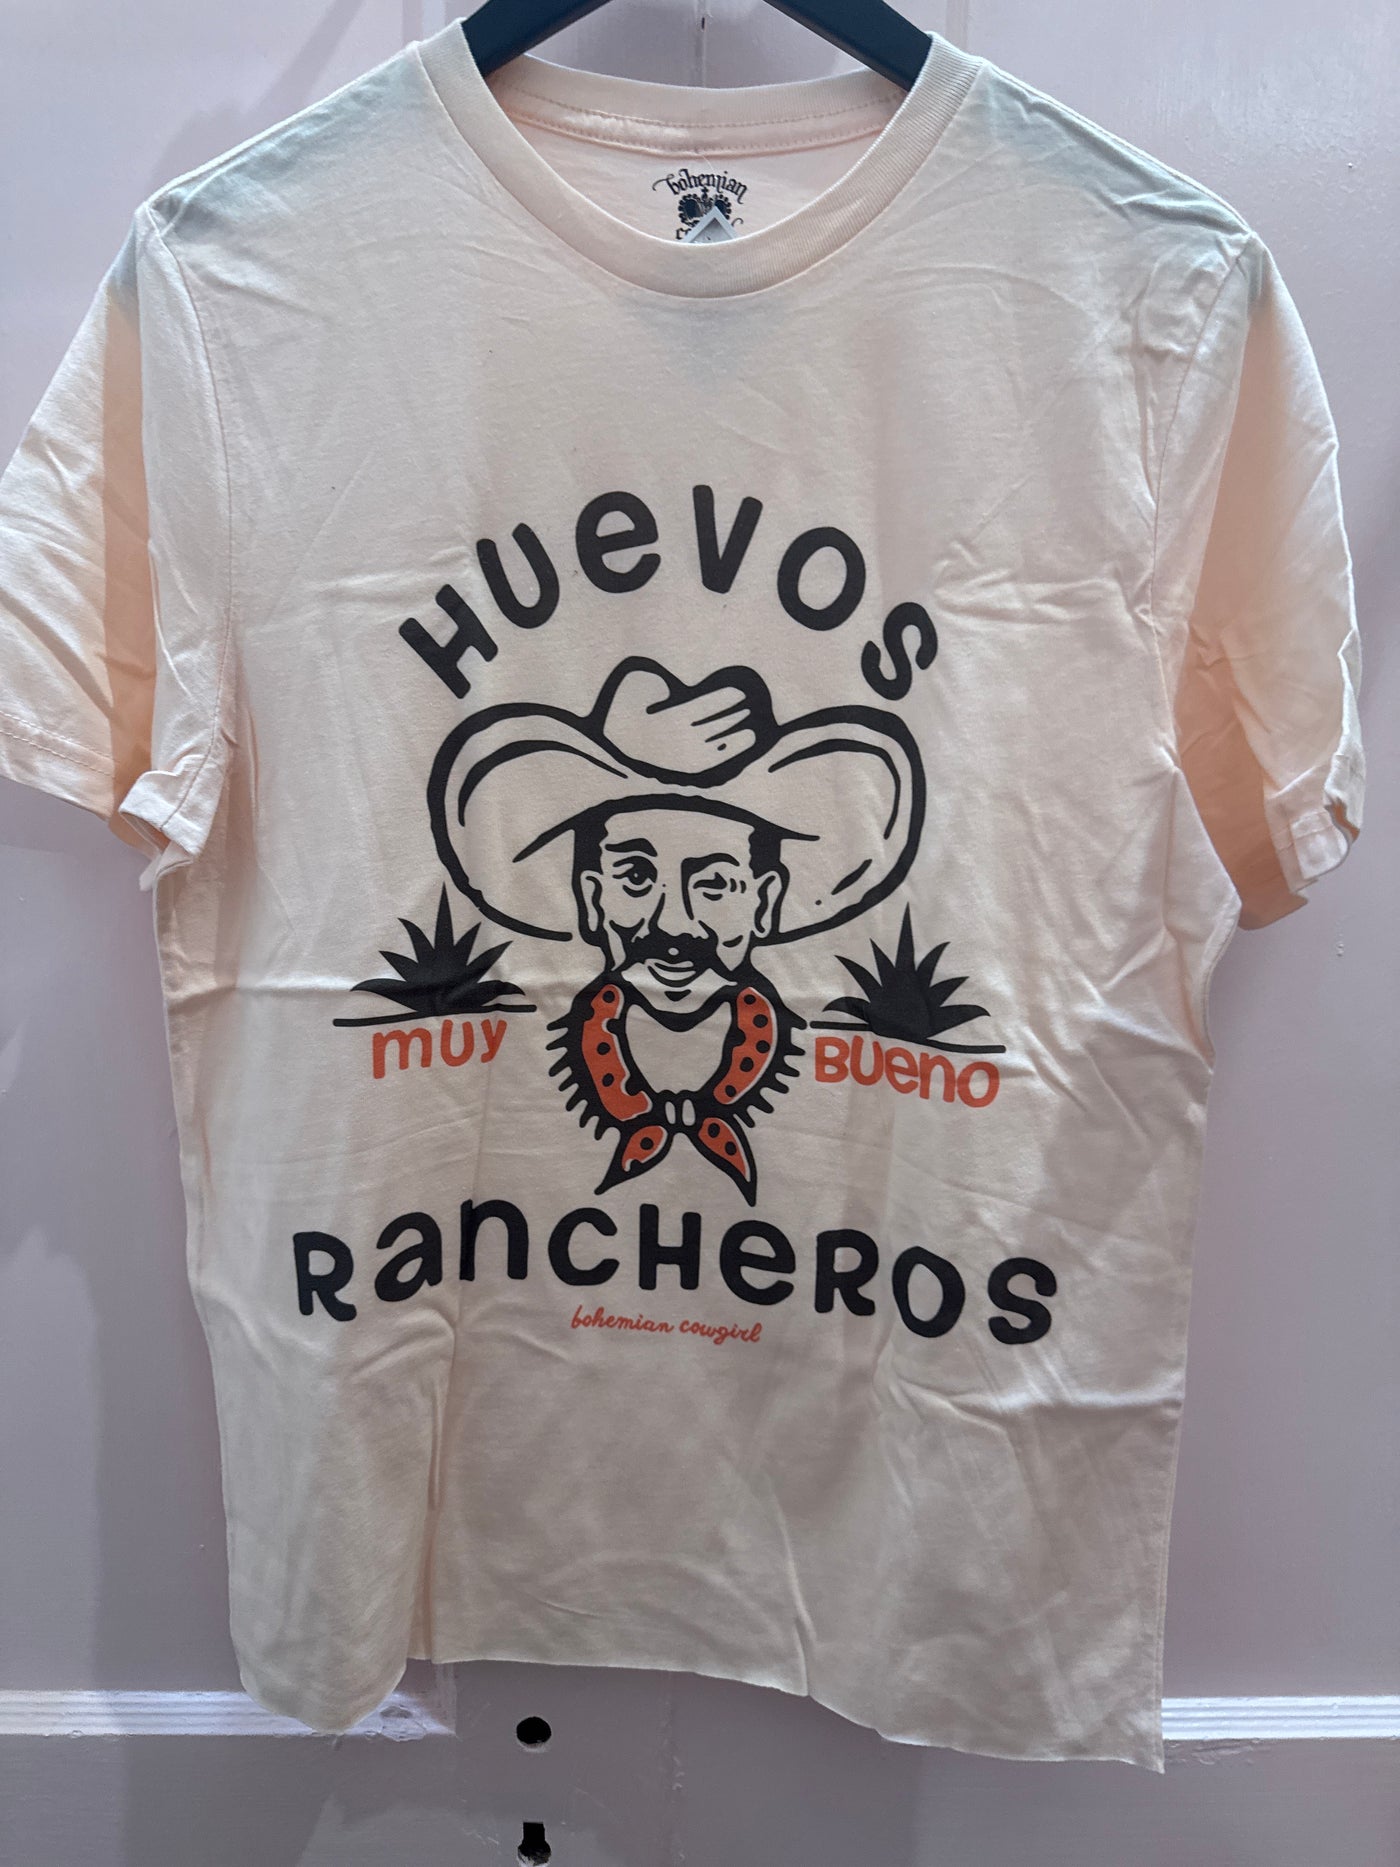 bohemian
HUeVOS
muy BUeno
RancHeROS
bohemian cowgirl